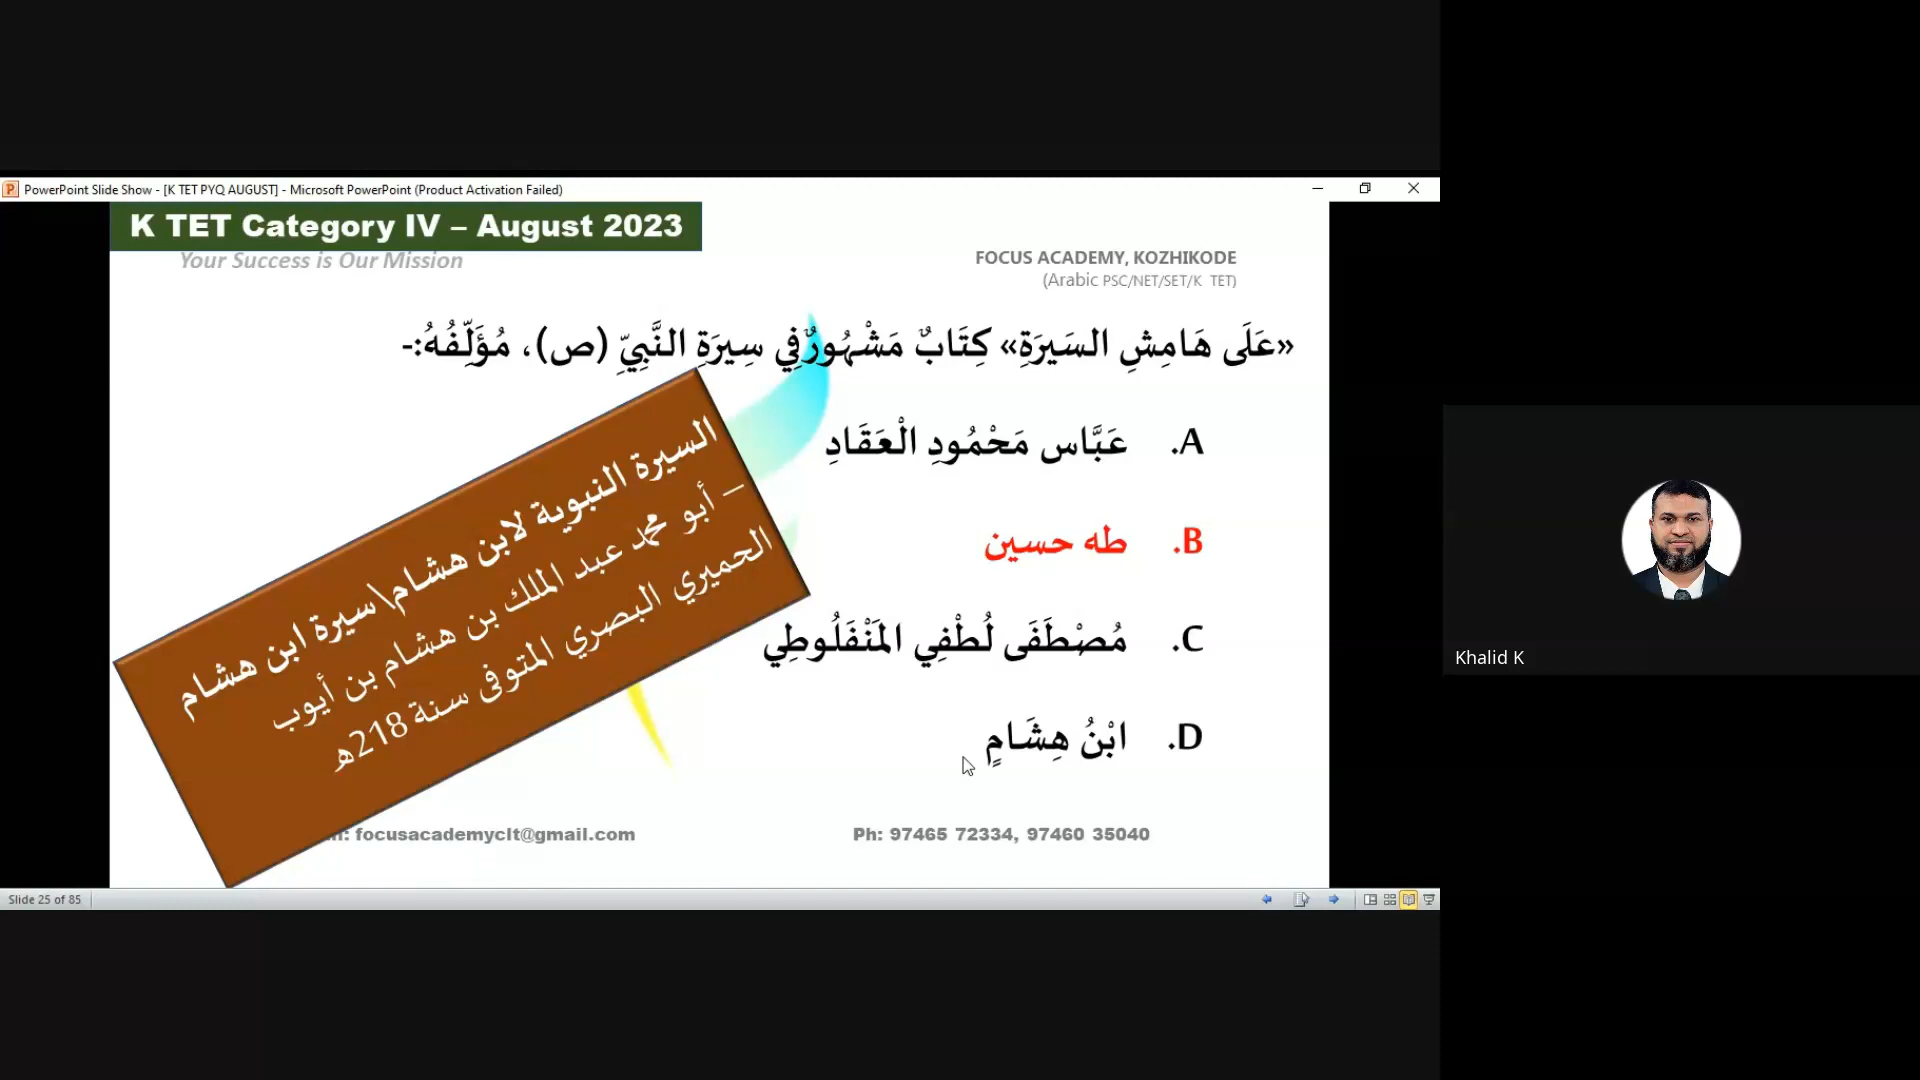 PowerPoint Slide Show - [K TET PYQ AUGUST] - Microsoft PowerPoint (Product Activation Failed)
K TET Category IV – August 2023
Your Success is Our Mission
FOCUS ACADEMY, KOZHIKODE
(Arabic PSC/NET/SET/K TET)
«عَلَى هَامِشِ السَيرَةِ» كِتَابٌ مَشْهُورٌ فِي سِيرَةِ النَّبِيِّ (ص)، مُؤَلِّفُهُ:-
A. عَبَّاس مَحْمُودِ الْعَقَادِ
B. طه حسين
C. مُصْطَفَى لُطْفِي المَنْفَلُوطِي
D. ابْنُ هِشَامٍ
السيرة النبوية لابن هشام\سيرة ابن هشام
– أبو محمد عبد الملك بن هشام بن أيوب
الحميري البصري المتوفى سنة 218هـ
focusacademyclt@gmail.com
Ph: 97465 72334, 97460 35040
Slide 25 of 85
Khalid K